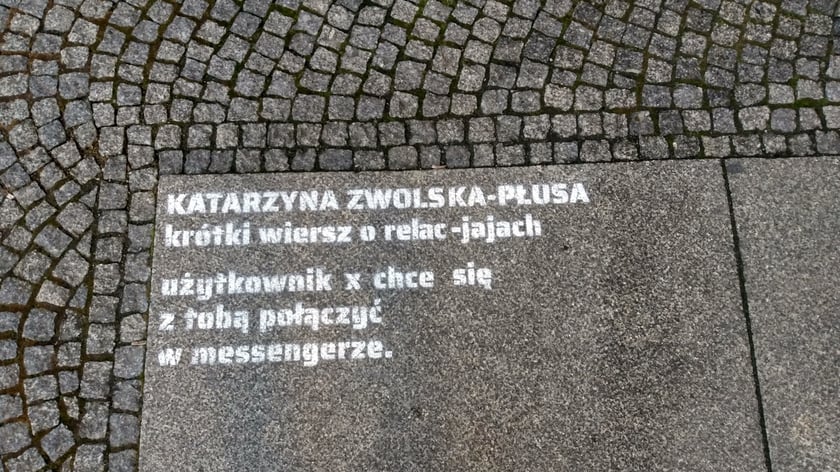 KATARZYNA ZWOLSKA-PŁUSA
krótki wiersz o relac-jajach
użytkownik x chce się
z tobą połączyć
w messengerze.